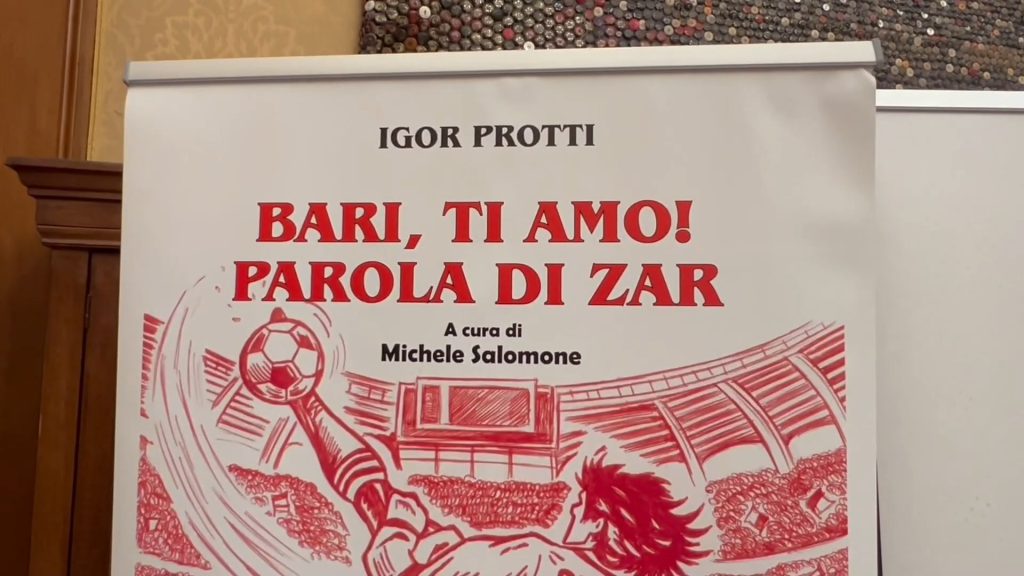 IGOR PROTTI
BARI, TI AMO!
PAROLA DI ZAR
A cura di
Michele Salomone